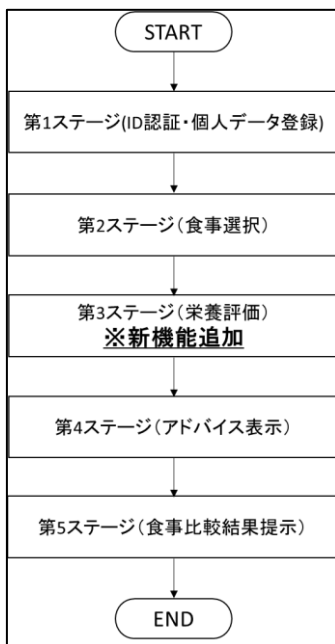 START
第1ステージ(ID認証・個人データ登録)
第2ステージ（食事選択）
第3ステージ（栄養評価）
※新機能追加
第4ステージ（アドバイス表示）
第5ステージ（食事比較結果提示）
END